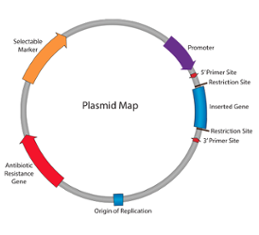 Selectable
Marker
Promoter
5' Primer Site
Restriction Site
Plasmid Map
Inserted Gene
Restriction Site
3' Primer Site
Antibiotic
Resistance
Gene
Origin of Replication